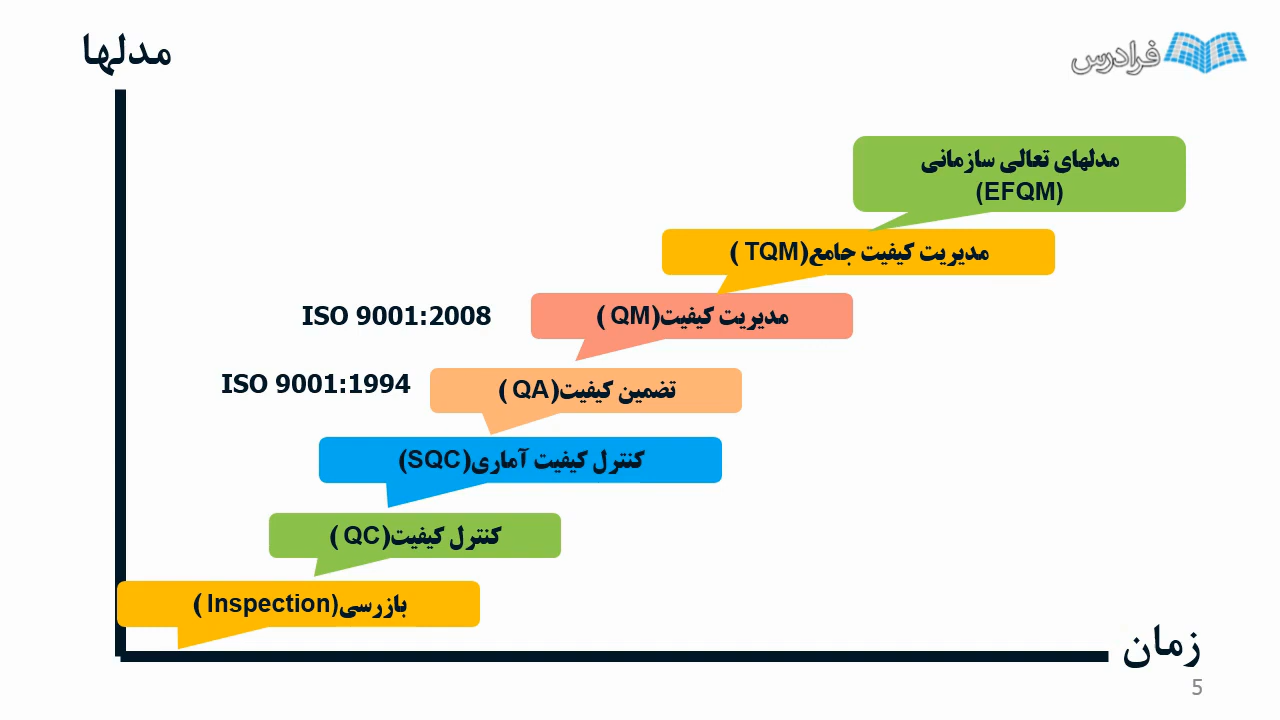 مدلها
فرادرس
مدلهای تعالی سازمانی
(EFQM)
مدیریت کیفیت جامع(TQM )
ISO 9001:2008
مدیریت کیفیت(QM )
ISO 9001:1994
تضمین کیفیت(QA )
کنترل کیفیت آماری(SQC)
کنترل کیفیت(QC )
بازرسی(Inspection )
زمان
5